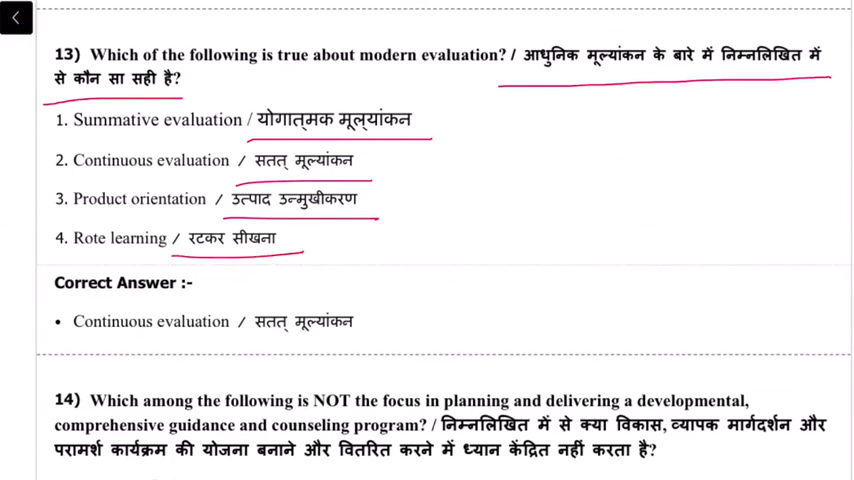 13) Which of the following is true about modern evaluation? / आधुनिक मूल्यांकन के बारे में निम्नलिखित में
से कौन सा सही है?
1. Summative evaluation / योगात्‌मक मूल्‌यांकन
2. Continuous evaluation / सतत् मूल्यांकन
3. Product orientation / उत्पाद उन्मुखीकरण
4. Rote learning / रटकर सीखना
Correct Answer :-
• Continuous evaluation / सतत् मूल्यांकन
14) Which among the following is NOT the focus in planning and delivering a developmental,
comprehensive guidance and counseling program? / निम्नलिखित में से क्या विकास, व्यापक मार्गदर्शन और
परामर्श कार्यक्रम की योजना बनाने और वितरित करने में ध्यान केंद्रित नहीं करता है?